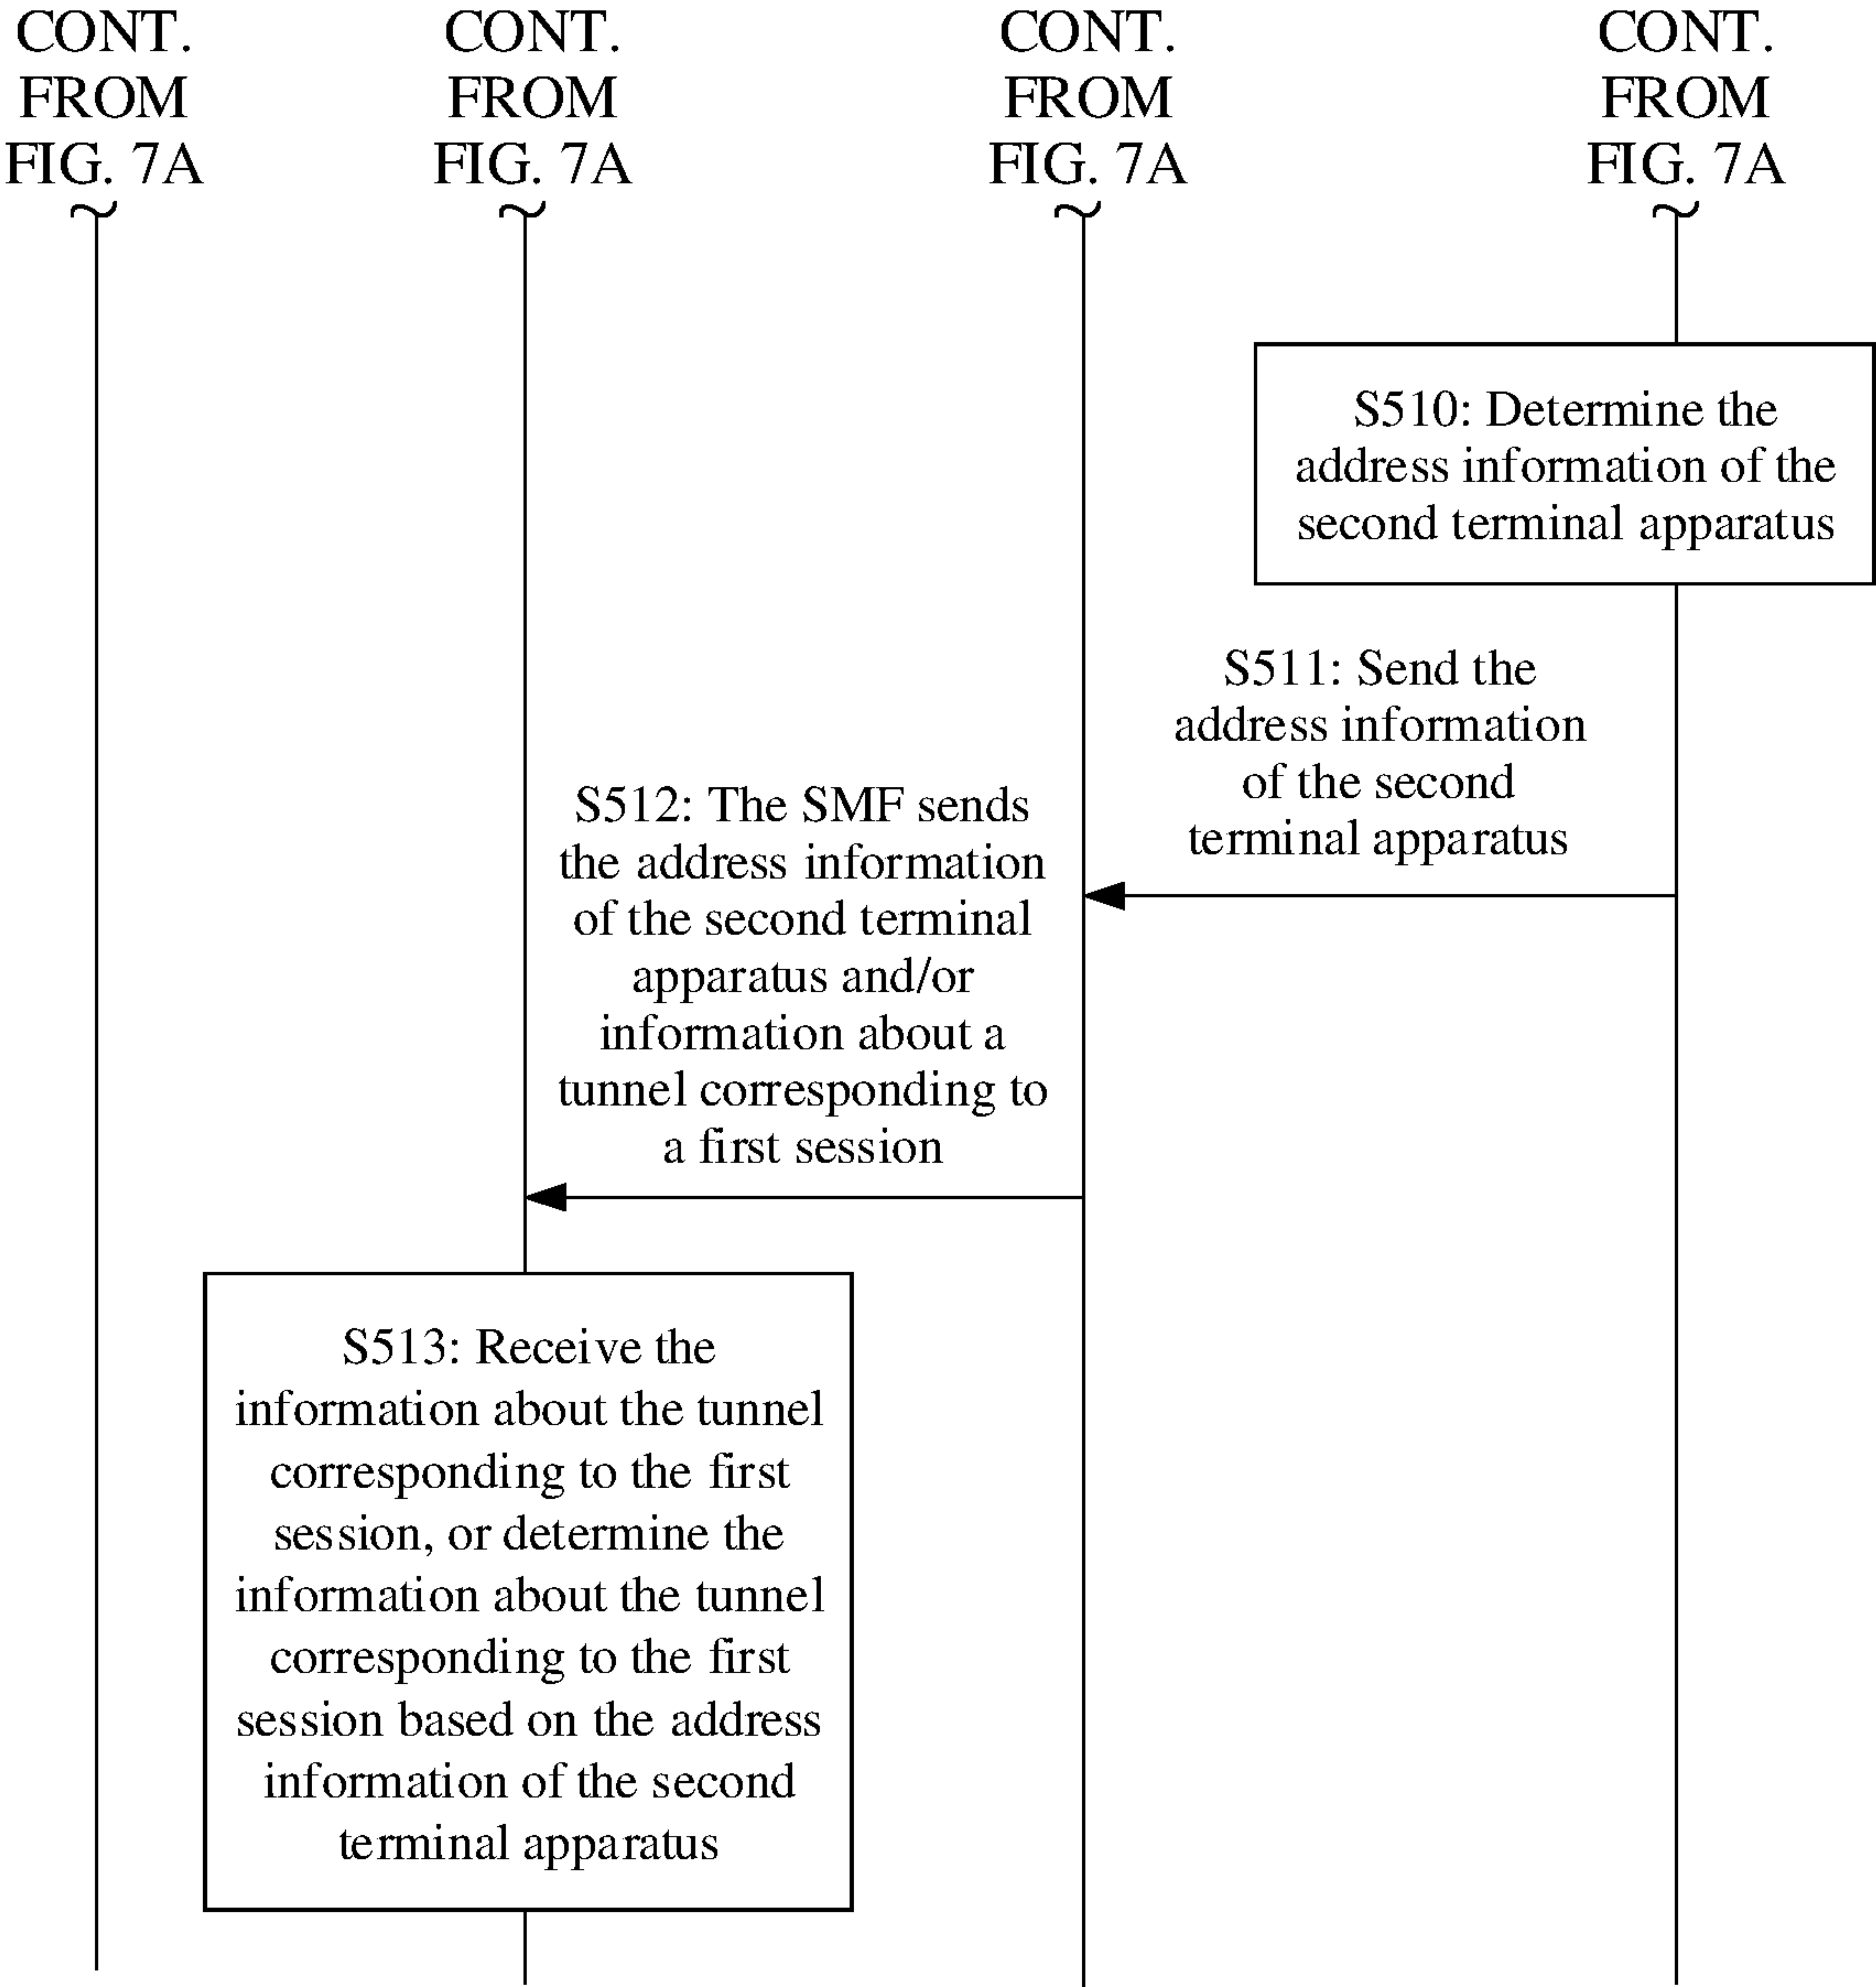 CONT.
FROM
FIG. 7A
CONT.
FROM
FIG. 7A
CONT.
FROM
FIG. 7A
CONT.
FROM
FIG. 7A
S510: Determine the
address information of the
second terminal apparatus
S511: Send the
address information
of the second
terminal apparatus
S512: The SMF sends
the address information
of the second terminal
apparatus and/or
information about a
tunnel corresponding to
a first session
S513: Receive the
information about the tunnel
corresponding to the first
session, or determine the
information about the tunnel
corresponding to the first
session based on the address
information of the second
terminal apparatus